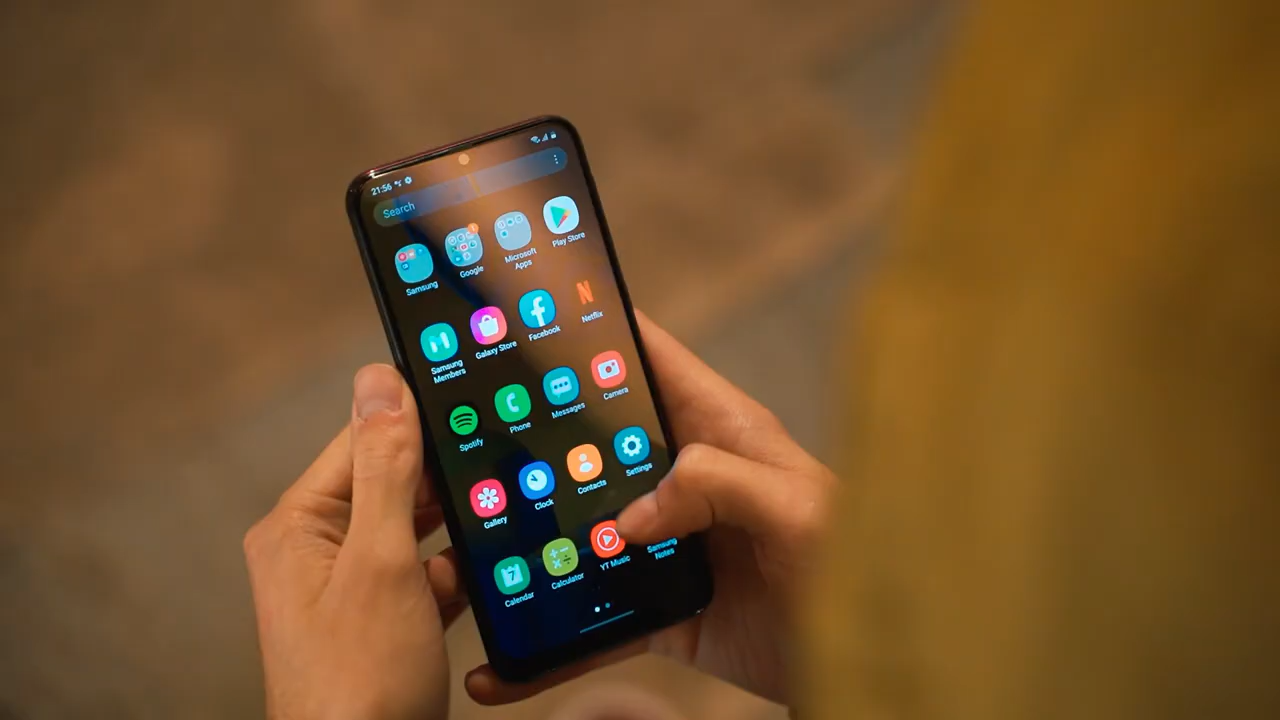 21:56
Search
Samsung
Google
Microsoft
Apps
Play Store
Samsung
Members
Galaxy Store
Facebook
N
Netflix
Spotify
Phone
Messages
Camera
Gallery
Clock
Contacts
Settings
7
Calendar
Calculator
YT Music
Samsung
Notes